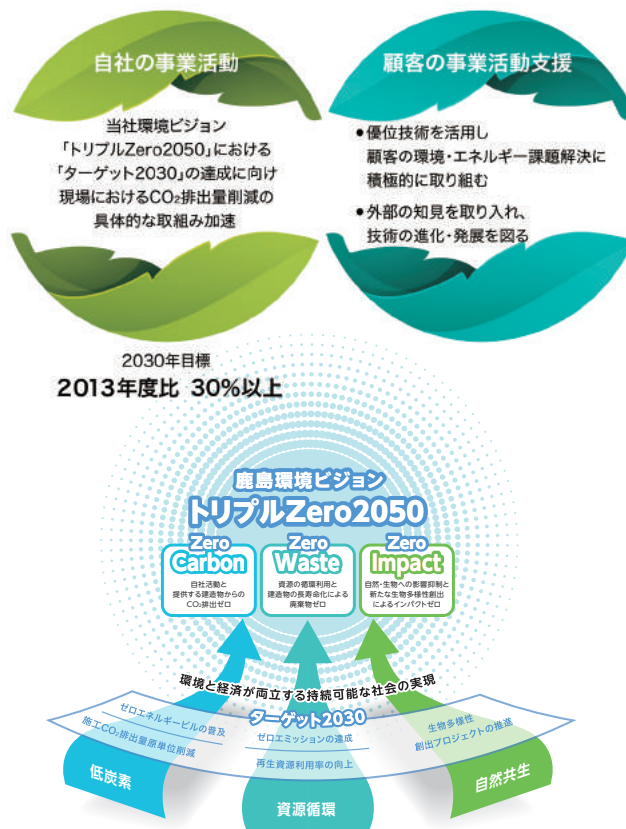 自社の事業活動
当社環境ビジョン
「トリプルZero2050」における
「ターゲット2030」の達成に向け
現場におけるCO₂排出量削減の
具体的な取組み加速
2030年目標
2013年度比 30%以上
顧客の事業活動支援
●優位技術を活用し
顧客の環境・エネルギー課題解決に
積極的に取り組む
●外部の知見を取り入れ、
技術の進化・発展を図る
鹿島環境ビジョン
トリプルZero2050
Zero
Carbon
自社活動と
提供する建造物からの
CO₂排出ゼロ
Zero
Waste
資源の循環利用と
建造物の長寿命化による
廃棄物ゼロ
Zero
Impact
自然・生物への影響抑制と
新たな生物多様性創出
によるインパクトゼロ
環境と経済が両立する持続可能な社会の実現
ターゲット2030
ゼロエネルギービルの普及
施工CO₂排出量原単位削減
ゼロエミッションの達成
再生資源利用率の向上
生物多様性
創出プロジェクトの推進
低炭素
資源循環
自然共生